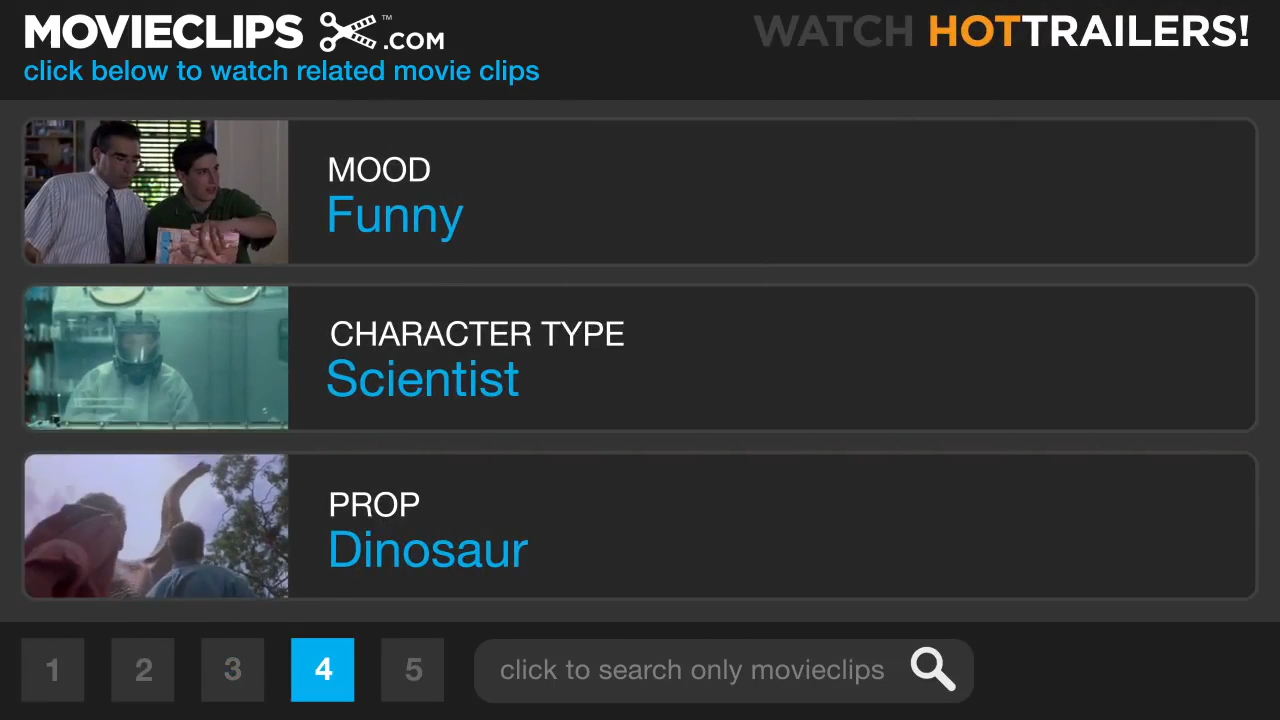 MOVIECLIPS ™ .COM
WATCH HOTTRAILERS!
click below to watch related movie clips
MOOD
Funny
CHARACTER TYPE
Scientist
PROP
Dinosaur
1 2 3 4 5 click to search only movieclips